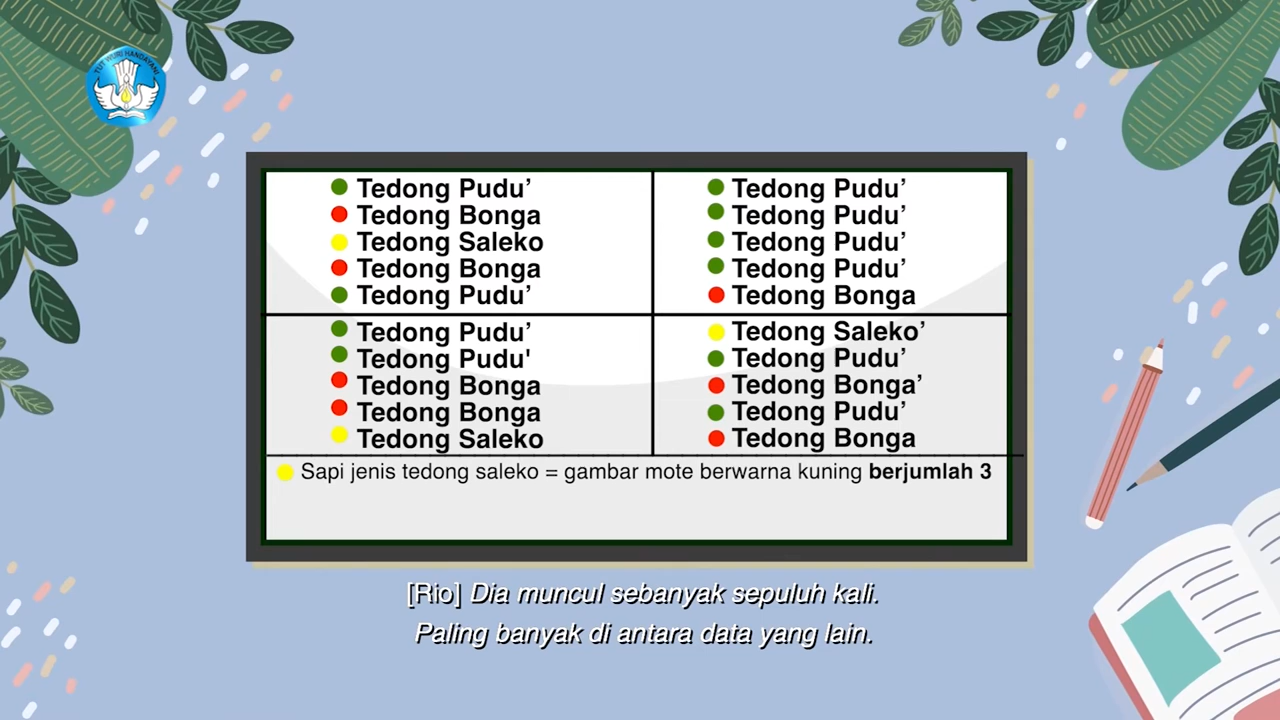 TUT WURI HANDAYANI
Tedong Pudu’
Tedong Bonga
Tedong Saleko
Tedong Bonga
Tedong Pudu’
Tedong Pudu’
Tedong Pudu’
Tedong Pudu’
Tedong Pudu’
Tedong Bonga
Tedong Pudu’
Tedong Pudu'
Tedong Bonga
Tedong Bonga
Tedong Saleko
Tedong Saleko’
Tedong Pudu’
Tedong Bonga’
Tedong Pudu’
Tedong Bonga
Sapi jenis tedong saleko = gambar mote berwarna kuning berjumlah 3
[Rio] Dia muncul sebanyak sepuluh kali.
Paling banyak di antara data yang lain.